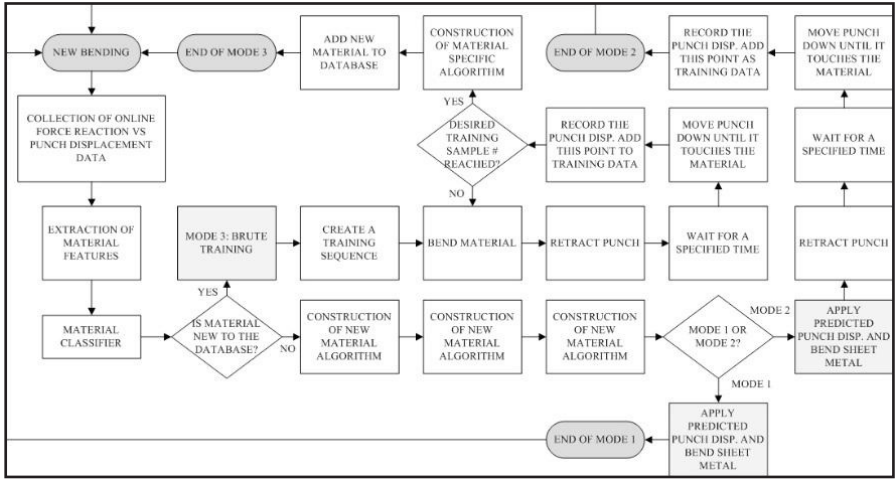 NEW BENDING
END OF MODE 3
ADD NEW
MATERIAL TO
DATABASE
CONSTRUCTION
OF MATERIAL
SPECIFIC
ALGORITHM
END OF MODE 2
RECORD THE
PUNCH DISP. ADD
THIS POINT AS
TRAINING DATA
MOVE PUNCH
DOWN UNTIL IT
TOUCHES THE
MATERIAL
YES
COLLECTION OF ONLINE
FORCE REACTION VS
PUNCH DISPLACEMENT
DATA
DESIRED
TRAINING
SAMPLE #
REACHED?
RECORD THE
PUNCH DISP. ADD
THIS POINT TO
TRAINING DATA
MOVE PUNCH
DOWN UNTIL IT
TOUCHES THE
MATERIAL
WAIT FOR A
SPECIFIED TIME
NO
EXTRACTION OF
MATERIAL
FEATURES
MODE 3: BRUTE
TRAINING
CREATE A
TRAINING
SEQUENCE
BEND MATERIAL
RETRACT PUNCH
WAIT FOR A
SPECIFIED TIME
RETRACT PUNCH
YES
MATERIAL
CLASSIFIER
IS MATERIAL
NEW TO THE
DATABASE?
NO
CONSTRUCTION
OF NEW
MATERIAL
ALGORITHM
CONSTRUCTION
OF NEW
MATERIAL
ALGORITHM
CONSTRUCTION
OF NEW
MATERIAL
ALGORITHM
MODE 1 OR
MODE 2?
MODE 2
APPLY
PREDICTED
PUNCH DISP. AND
BEND SHEET
METAL
MODE 1
END OF MODE 1
APPLY
PREDICTED
PUNCH DISP. AND
BEND SHEET
METAL